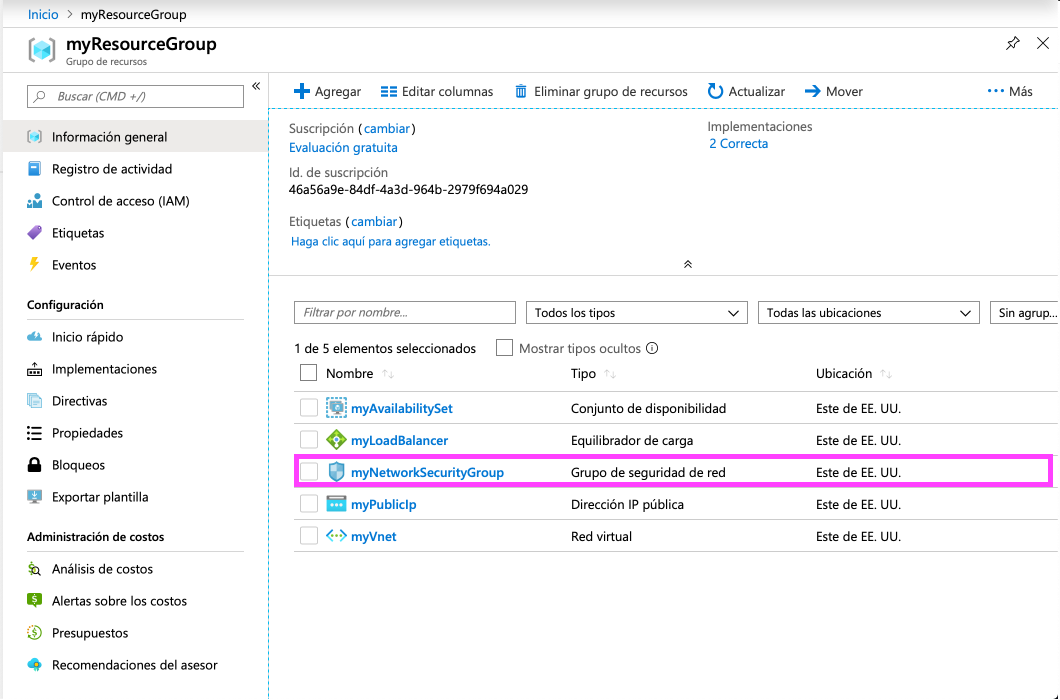 Inicio > myResourceGroup
myResourceGroup
Grupo de recursos
Buscar (CMD +/)
«
Información general
Registro de actividad
Control de acceso (IAM)
Etiquetas
Eventos
Configuración
Inicio rápido
Implementaciones
Directivas
Propiedades
Bloqueos
Exportar plantilla
Administración de costos
Análisis de costos
Alertas sobre los costos
Presupuestos
Recomendaciones del asesor
Agregar Editar columnas Eliminar grupo de recursos Actualizar Mover ··· Más
Suscripción (cambiar)
Evaluación gratuita
Id. de suscripción
46a56a9e-84df-4a3d-964b-2979f694a029
Etiquetas (cambiar)
Haga clic aquí para agregar etiquetas.
Implementaciones
2 Correcta
Filtrar por nombre... Todos los tipos Todas las ubicaciones Sin agrup...
1 de 5 elementos seleccionados Mostrar tipos ocultos
Nombre Tipo Ubicación
myAvailabilitySet Conjunto de disponibilidad Este de EE. UU.
myLoadBalancer Equilibrador de carga Este de EE. UU.
myNetworkSecurityGroup Grupo de seguridad de red Este de EE. UU.
myPublicIp Dirección IP pública Este de EE. UU.
myVnet Red virtual Este de EE. UU.